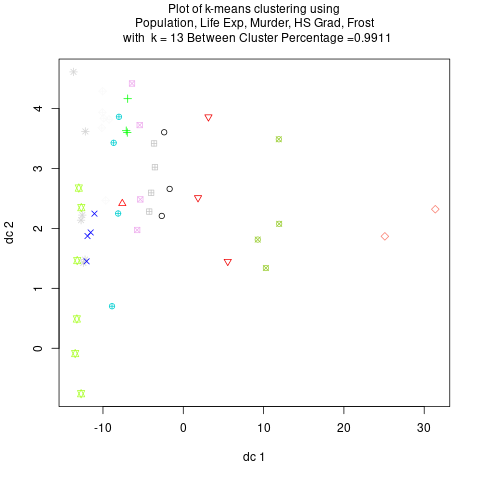 Plot of k-means clustering using
Population, Life Exp, Murder, HS Grad, Frost
with k = 13 Between Cluster Percentage =0.9911
4
3
2
1
0
dc 2
-10
0
10
20
30
dc 1